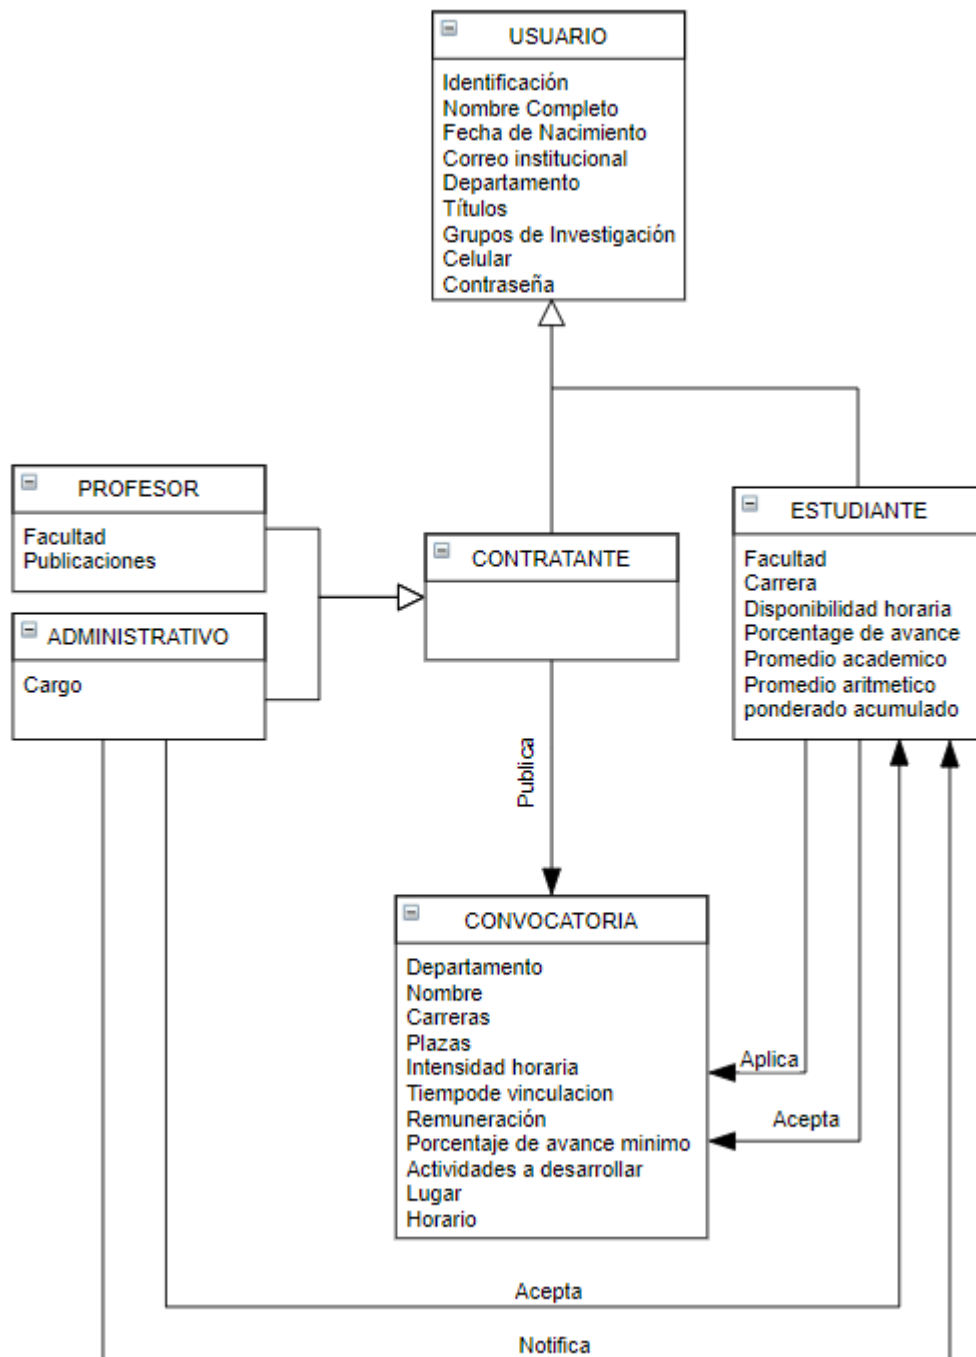 USUARIO
Identificación
Nombre Completo
Fecha de Nacimiento
Correo institucional
Departamento
Títulos
Grupos de Investigación
Celular
Contraseña
PROFESOR
Facultad
Publicaciones
ADMINISTRATIVO
Cargo
CONTRATANTE
ESTUDIANTE
Facultad
Carrera
Disponibilidad horaria
Porcentage de avance
Promedio academico
Promedio aritmetico
ponderado acumulado
Publica
CONVOCATORIA
Departamento
Nombre
Carreras
Plazas
Intensidad horaria
Tiempode vinculacion
Remuneración
Porcentaje de avance minimo
Actividades a desarrollar
Lugar
Horario
Aplica
Acepta
Acepta
Notifica